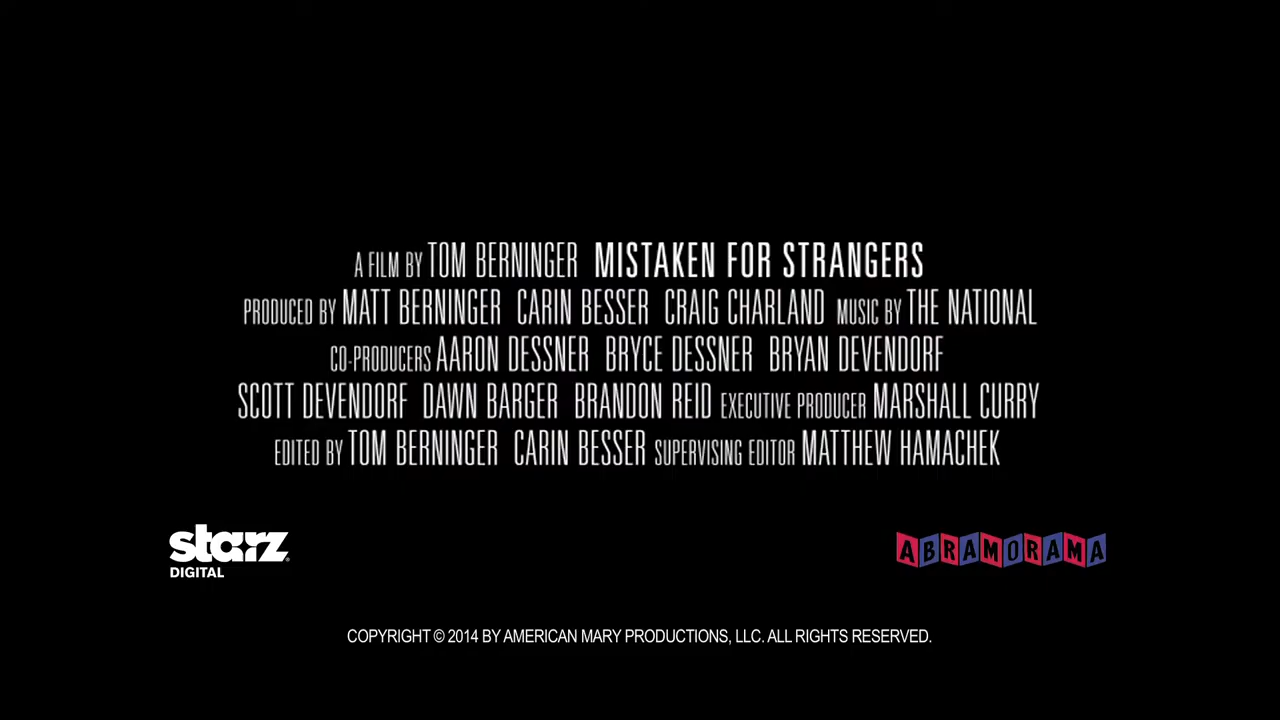 A FILM BY TOM BERNINGER MISTAKEN FOR STRANGERS
PRODUCED BY MATT BERNINGER CARIN BESSER CRAIG CHARLAND MUSIC BY THE NATIONAL
CO-PRODUCERS AARON DESSNER BRYCE DESSNER BRYAN DEVENDORF
SCOTT DEVENDORF DAWN BARGER BRANDON REID EXECUTIVE PRODUCER MARSHALL CURRY
EDITED BY TOM BERNINGER CARIN BESSER SUPERVISING EDITOR MATTHEW HAMACHEK
starz
DIGITAL
ABRAMORAMA
COPYRIGHT © 2014 BY AMERICAN MARY PRODUCTIONS, LLC. ALL RIGHTS RESERVED.